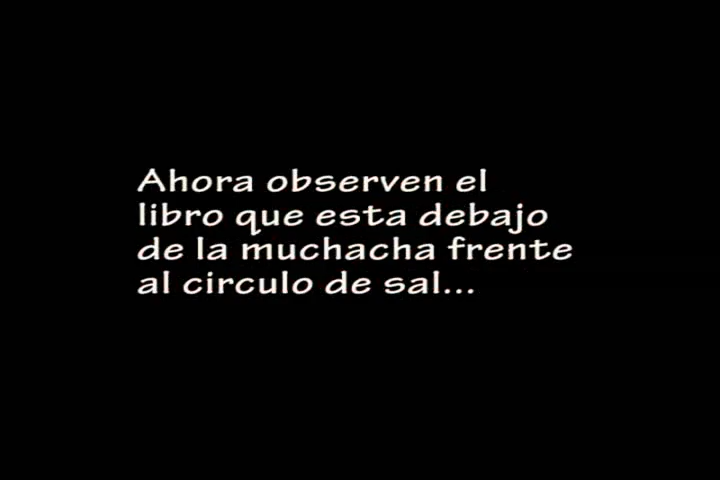 Ahora observen el
libro que esta debajo
de la muchacha frente
al circulo de sal...